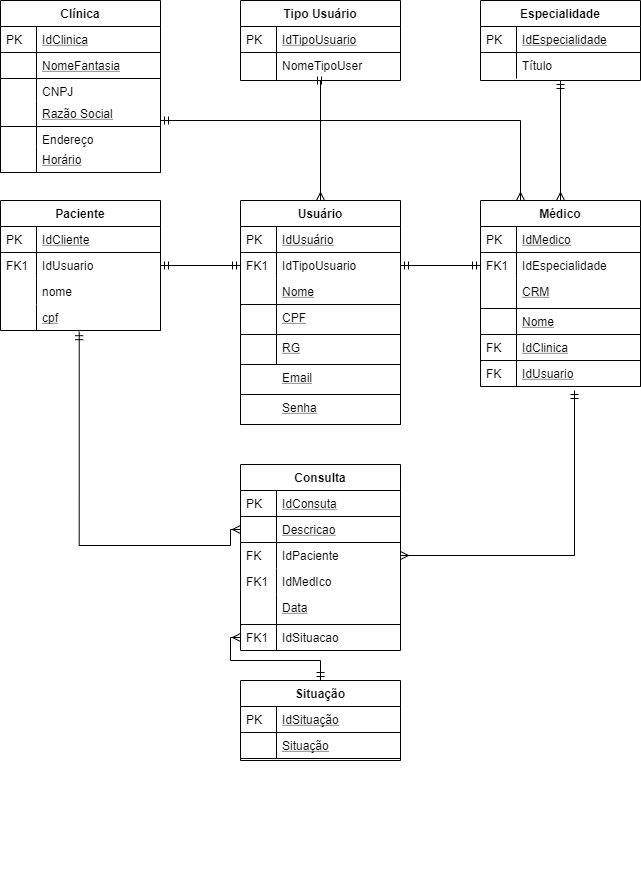 Clínica
PK IdClinica
NomeFantasia
CNPJ
Razão Social
Endereço
Horário
Tipo Usuário
PK IdTipoUsuario
NomeTipoUser
Especialidade
PK IdEspecialidade
Título
Paciente
PK IdCliente
FK1 IdUsuario
nome
cpf
Usuário
PK IdUsuário
FK1 IdTipoUsuario
Nome
CPF
RG
Email
Senha
Médico
PK IdMedico
FK1 IdEspecialidade
CRM
Nome
FK IdClinica
FK IdUsuario
Consulta
PK IdConsuta
Descricao
FK IdPaciente
FK1 IdMedIco
Data
FK1 IdSituacao
Situação
PK IdSituação
Situação